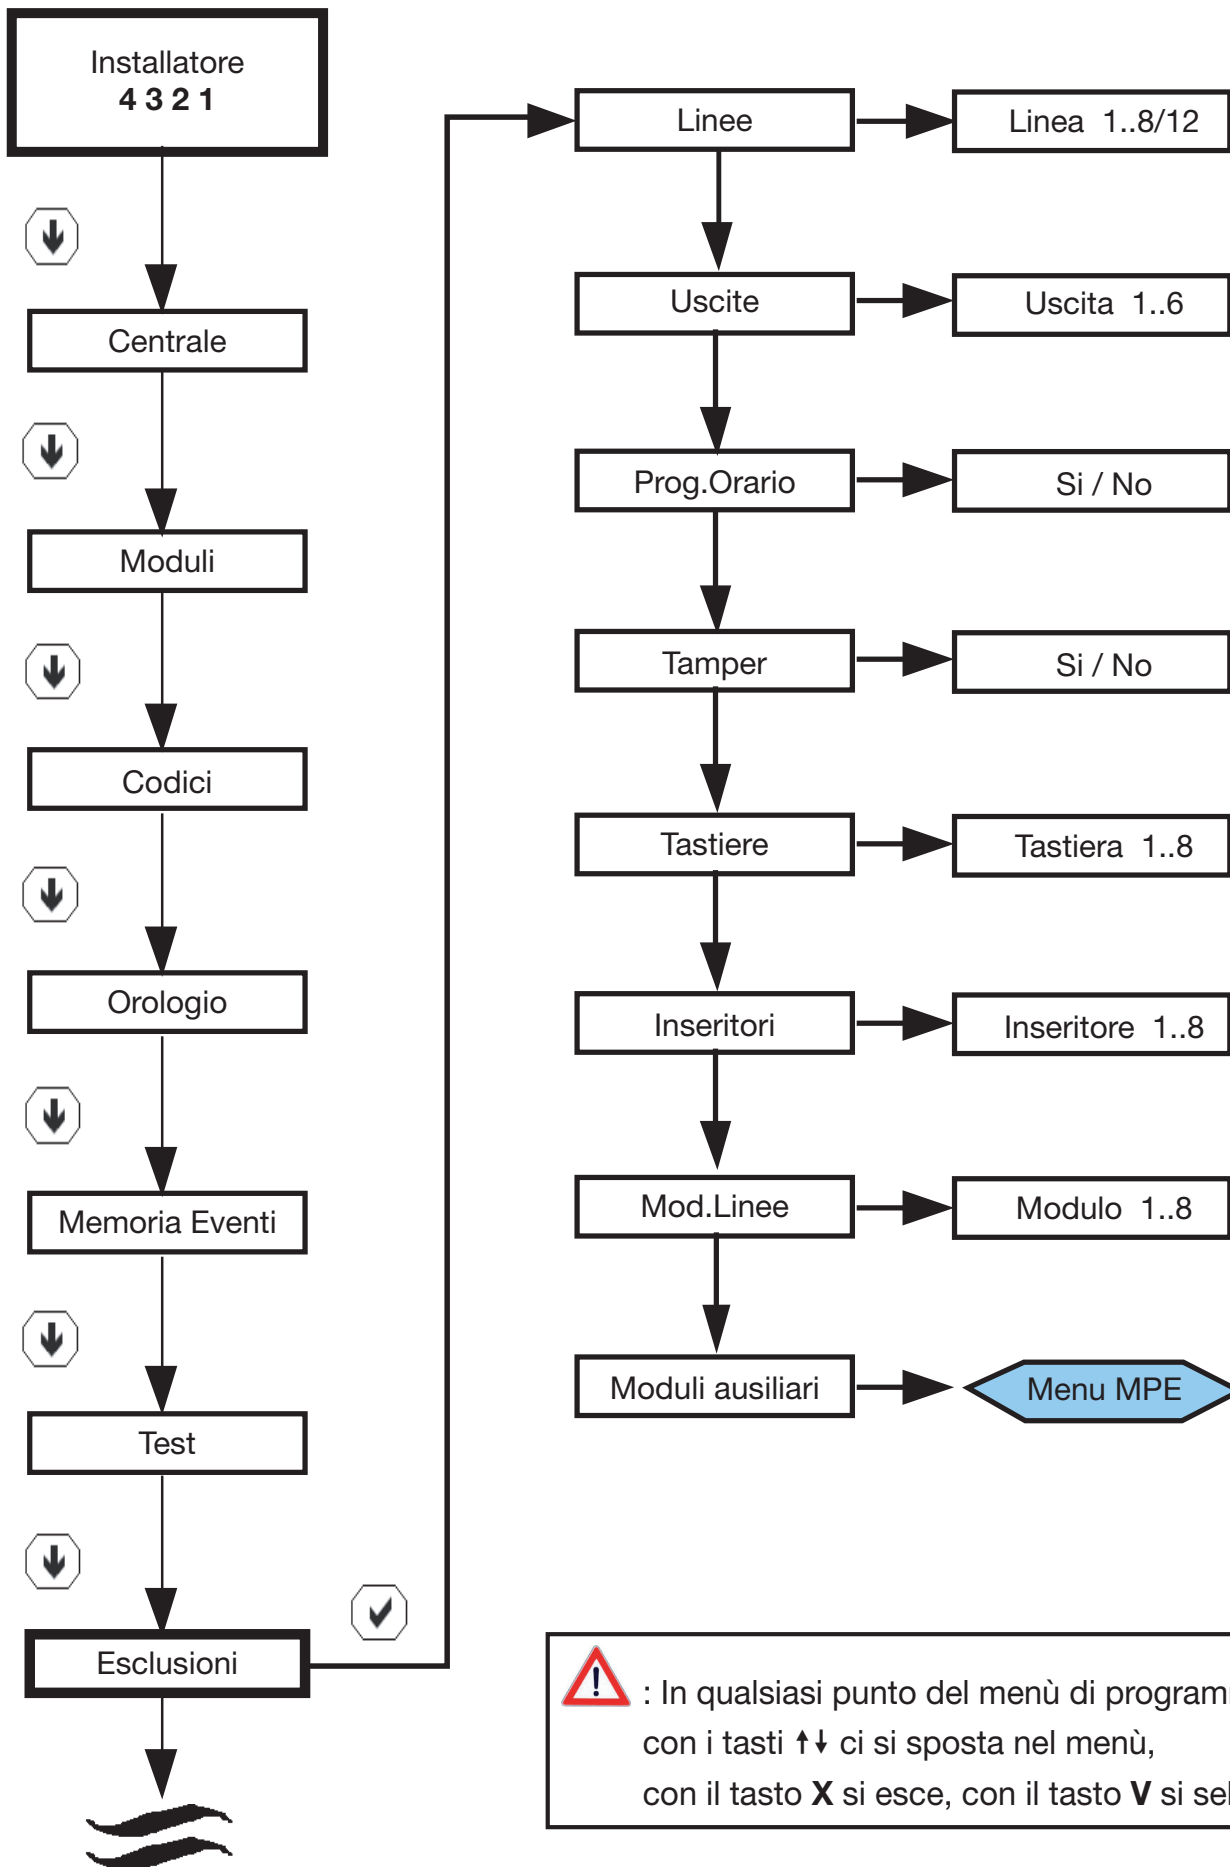 Installatore
4 3 2 1
Centrale
Moduli
Codici
Orologio
Memoria Eventi
Test
Esclusioni
Linee
Linea 1..8/12
Uscite
Uscita 1..6
Prog.Orario
Si / No
Tamper
Si / No
Tastiere
Tastiera 1..8
Inseritori
Inseritore 1..8
Mod.Linee
Modulo 1..8
Moduli ausiliari
Menu MPE
: In qualsiasi punto del menù di
con i tasti ↑↓ ci si sposta nel menù,
con il tasto X si esce, con il tasto V si